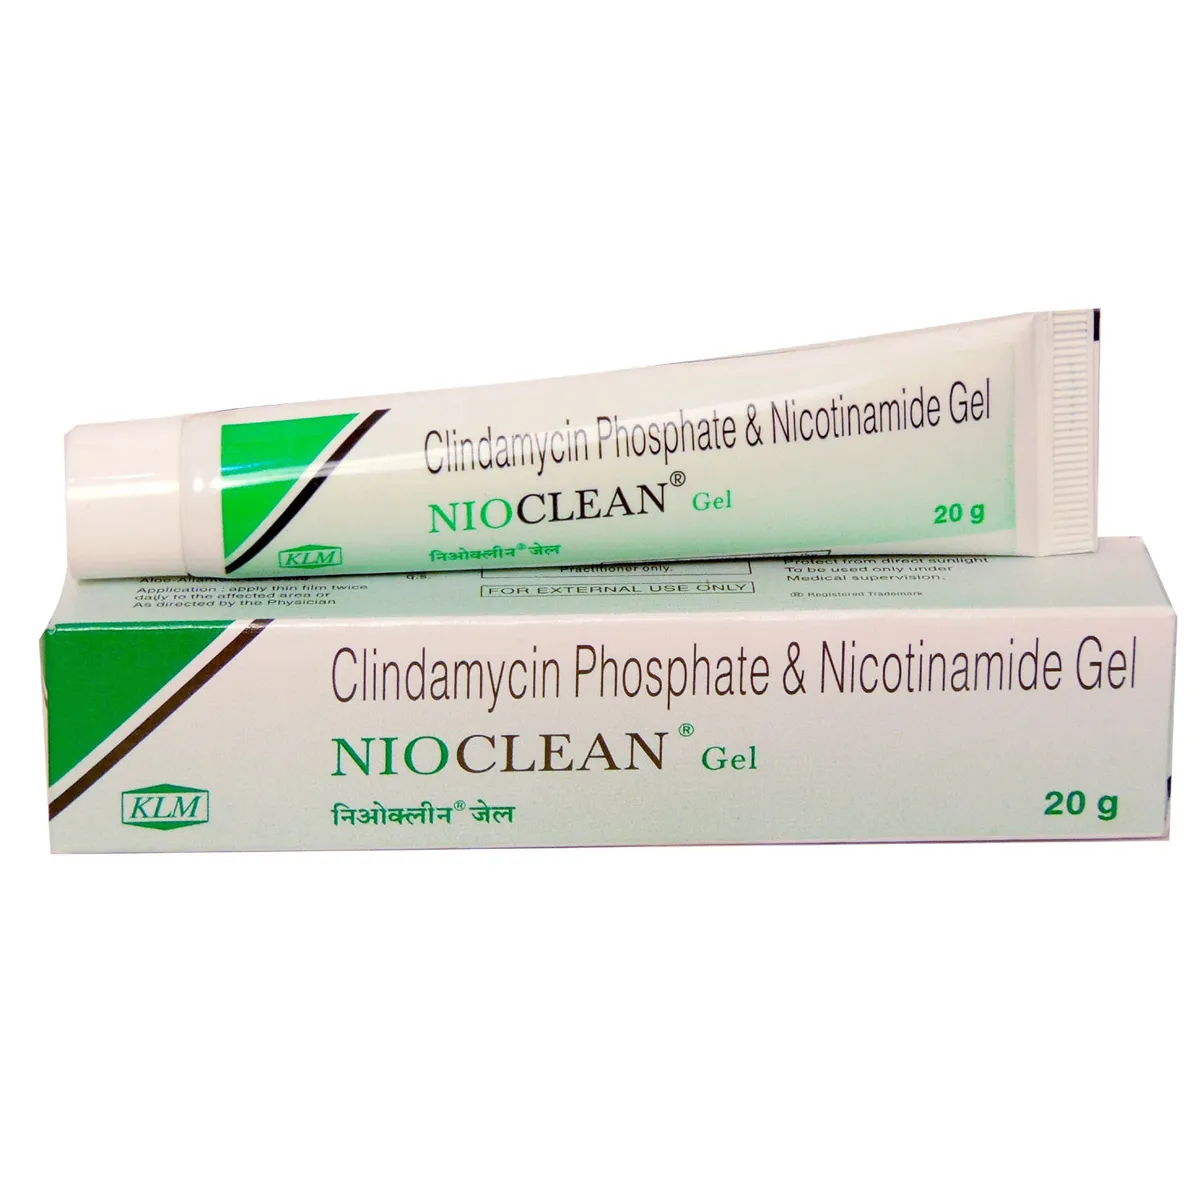 Clindamycin Phosphate & Nicotinamide Gel
NIOCLEAN® Gel
20 g
KLM
निओक्लीन® जेल
q.s.
Application : apply thin film twice
daily to the affected area or
As directed by the Physician
Practitioner only.
FOR EXTERNAL USE ONLY
Protect from direct sunlight
To be used only under
Medical supervision.
® Registered Trademark
Clindamycin Phosphate & Nicotinamide Gel
NIOCLEAN® Gel
KLM
निओक्लीन® जेल
20 g